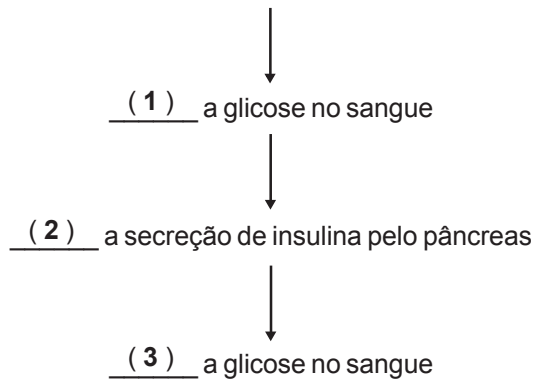 ( 1 ) a glicose no sangue
( 2 ) a secreção de insulina pelo pâncreas
( 3 ) a glicose no sangue